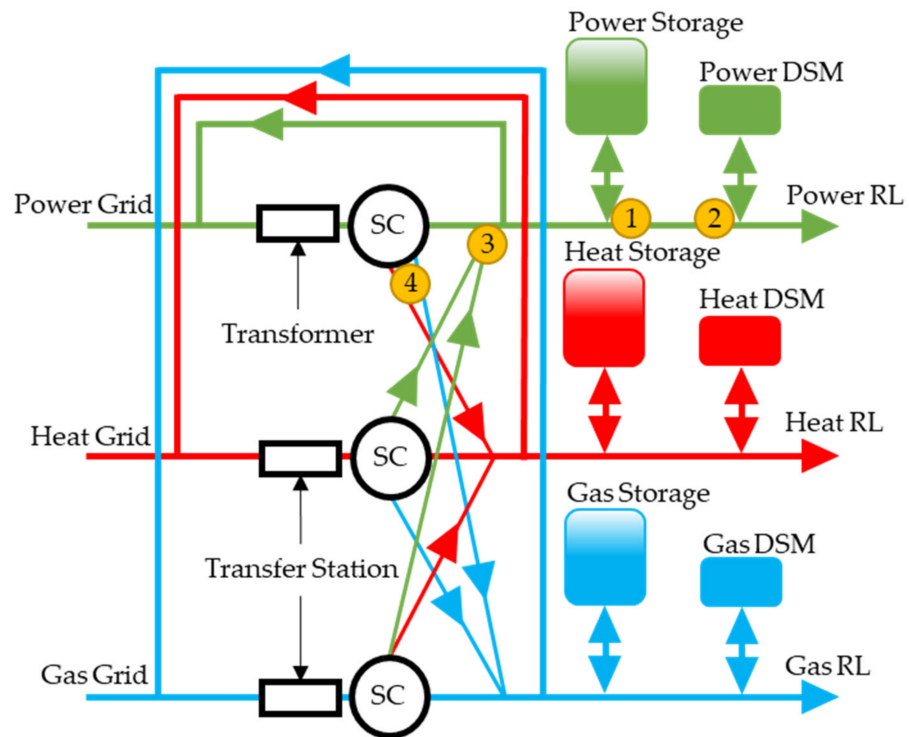 Power Storage
Power DSM
Power Grid
SC
1
2
Power RL
3
4
Heat Storage
Heat DSM
Transformer
Heat Grid
SC
Heat RL
Gas Storage
Gas DSM
Transfer Station
Gas Grid
SC
Gas RL